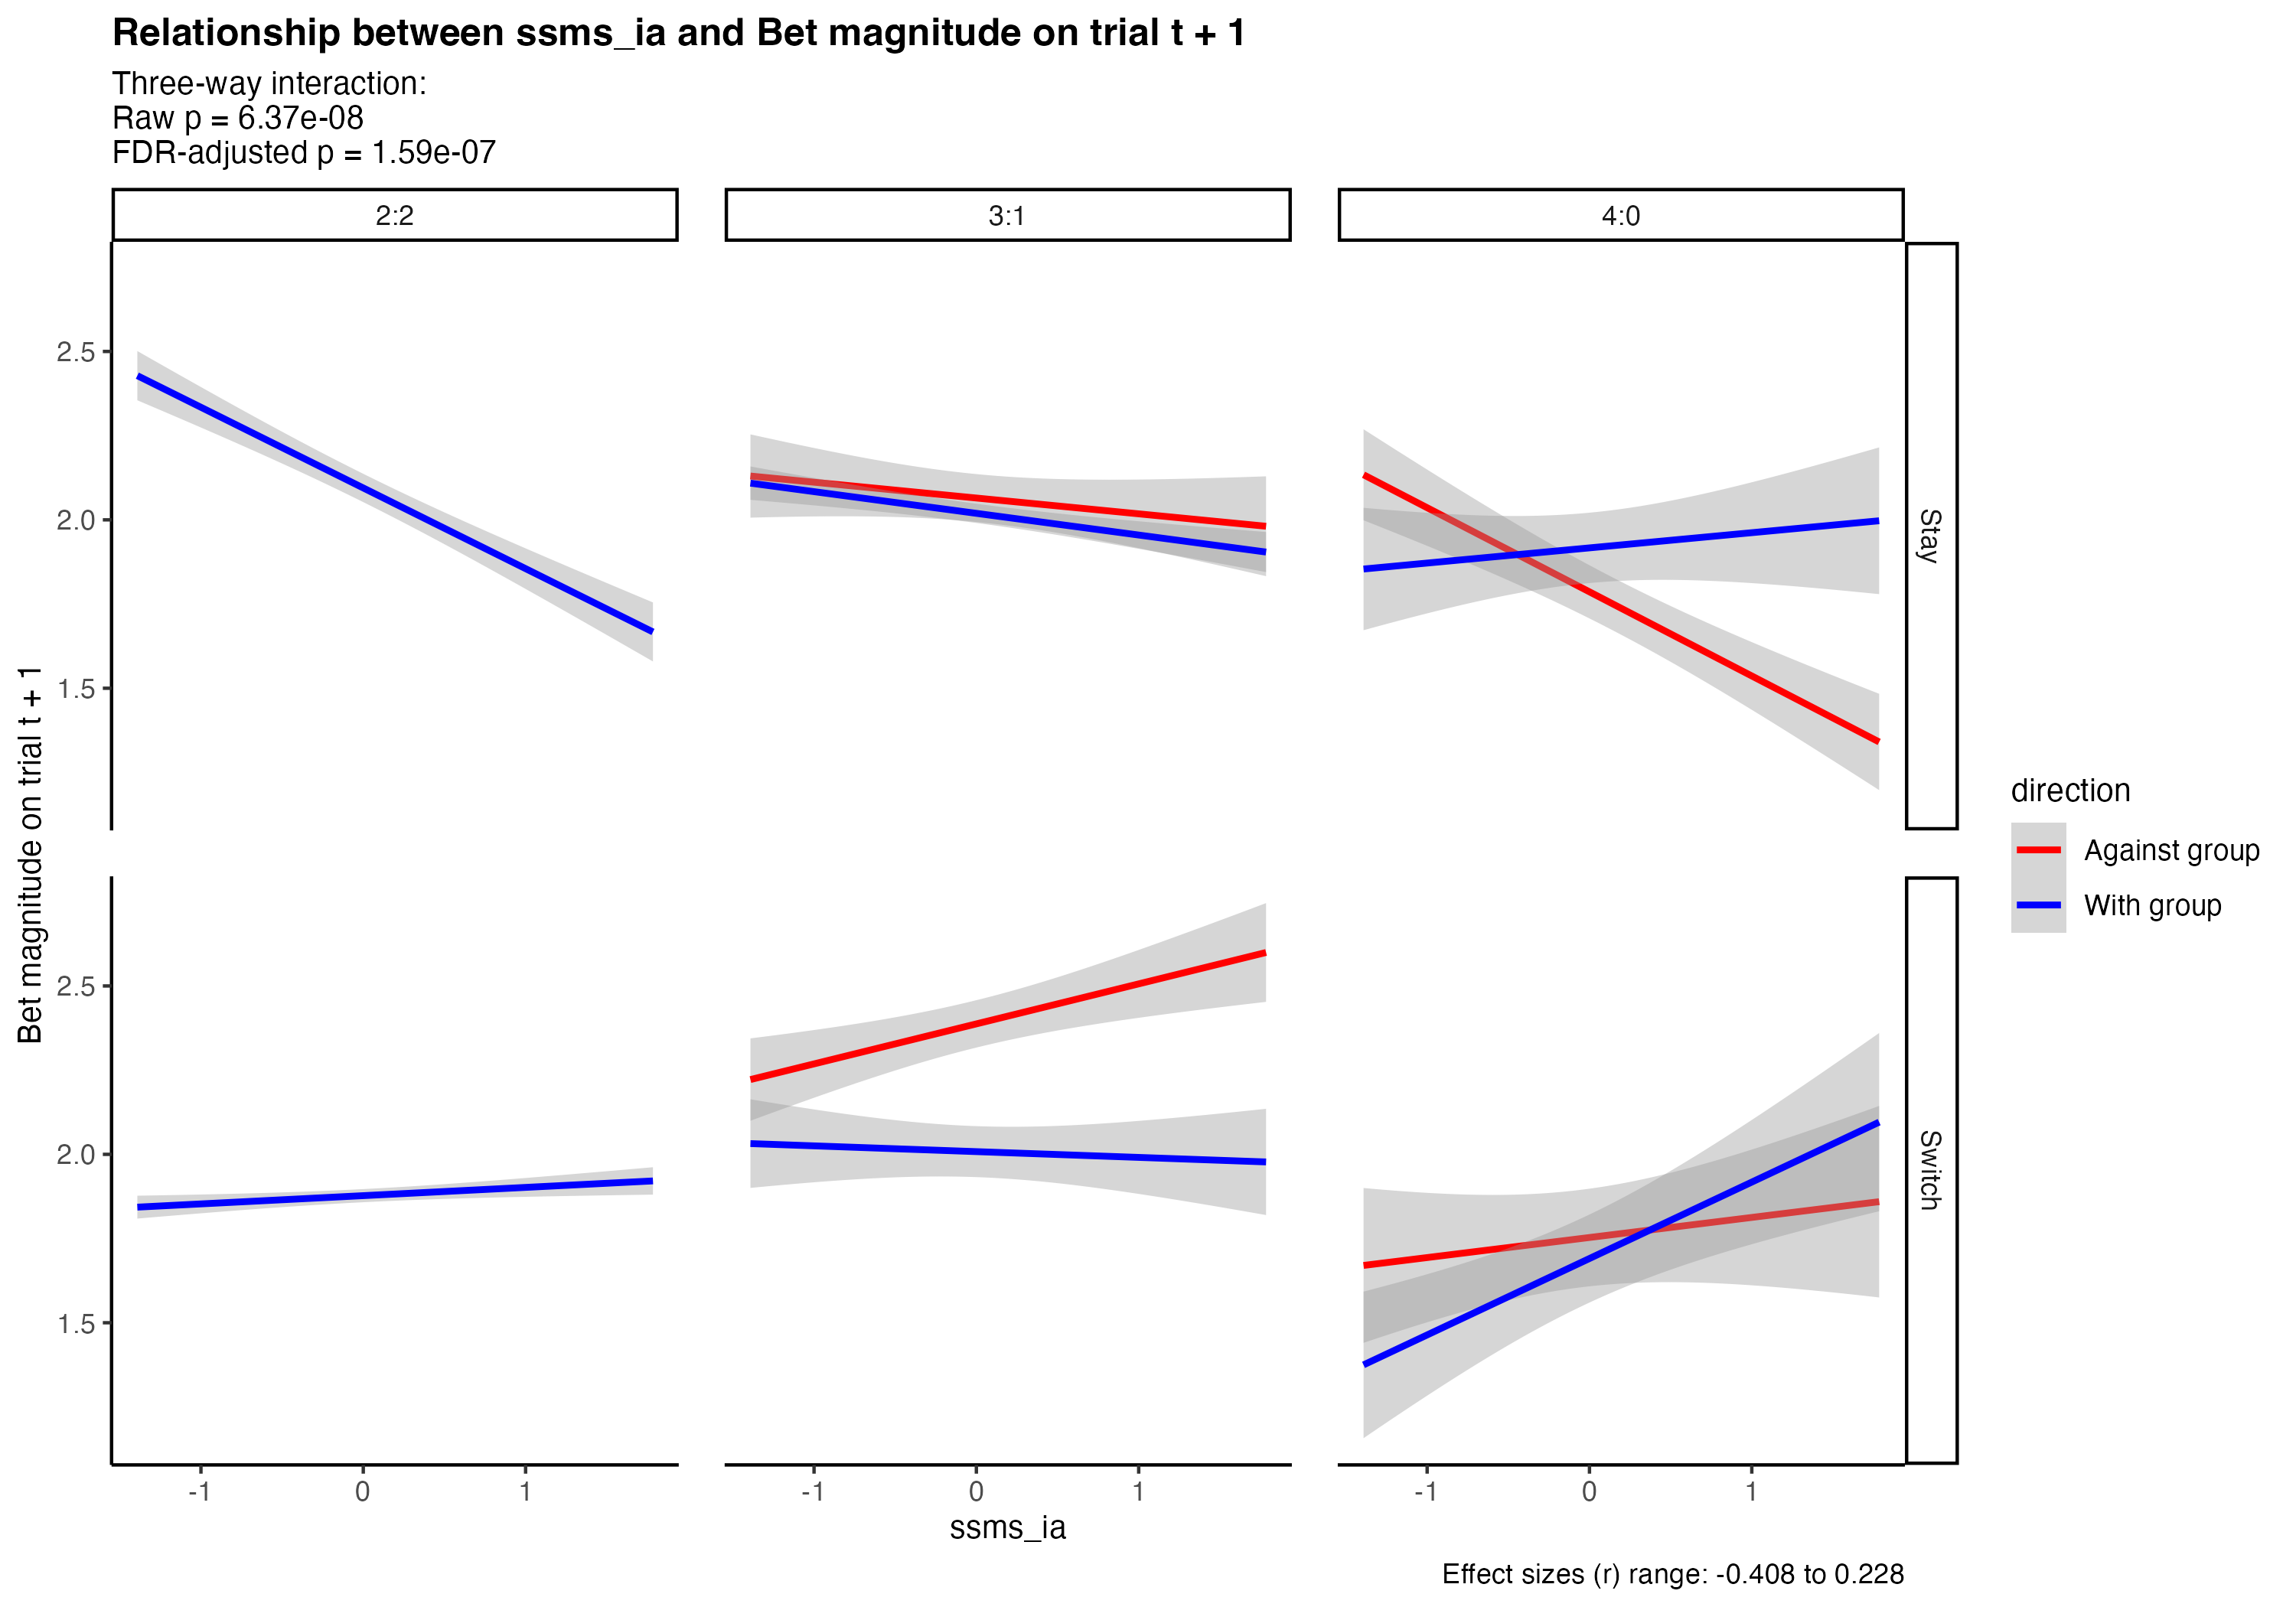 Relationship between ssms_ia and Bet magnitude on trial t + 1
Three-way interaction:
Raw p = 6.37e-08
FDR-adjusted p = 1.59e-07
2:2
3:1
4:0
2.5
2.0
1.5
Stay
Bet magnitude on trial t + 1
direction
Against group
With group
2.5
2.0
1.5
Switch
-1
0
1
-1
0
1
-1
0
1
ssms_ia
Effect sizes (r) range: -0.408 to 0.228